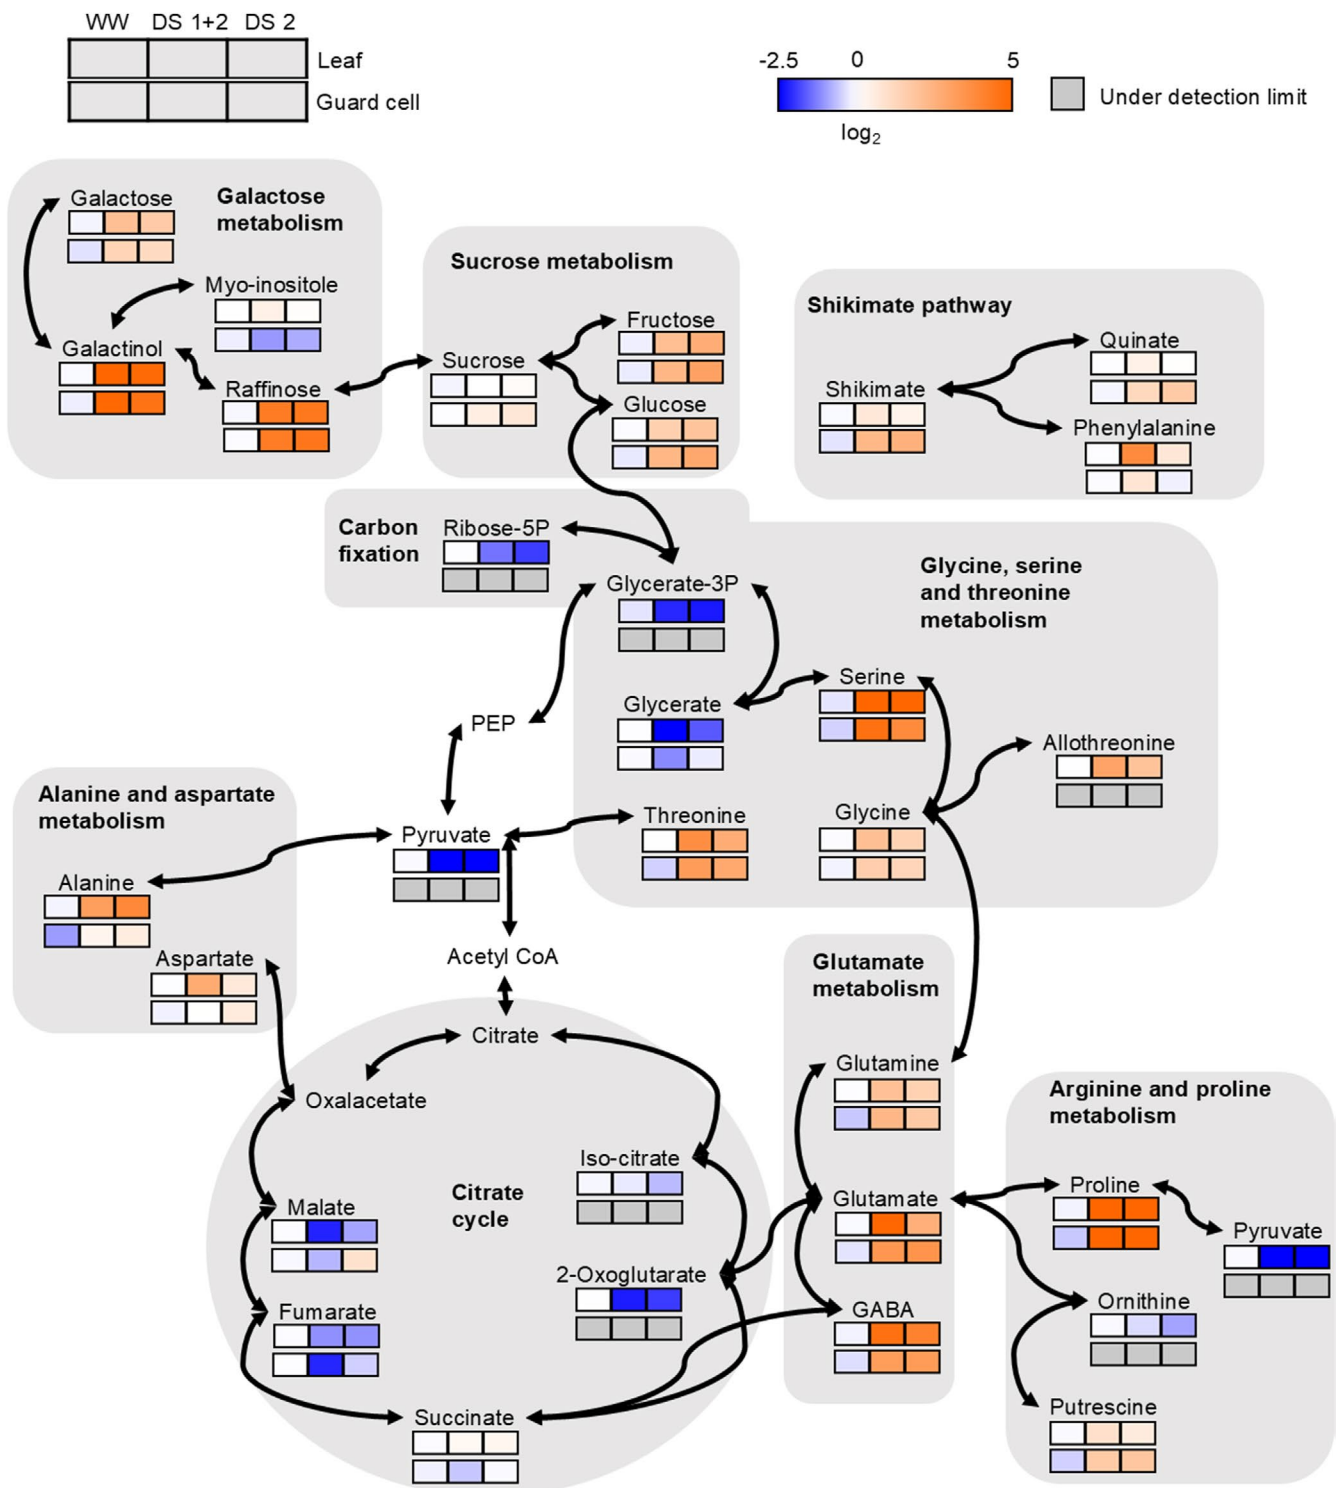 WW DS 1+2 DS 2
Leaf
Guard cell
-2.5 0 5
log2
Under detection limit
Galactose
Galactose
metabolism
Myo-inositole
Galactinol
Raffinose
Sucrose metabolism
Fructose
Sucrose
Glucose
Shikimate pathway
Quinate
Shikimate
Phenylalanine
Carbon
fixation
Ribose-5P
Glycerate-3P
Glycine, serine
and threonine
metabolism
Serine
Glycerate
PEP
Allothreonine
Alanine and aspartate
metabolism
Threonine
Glycine
Pyruvate
Alanine
Aspartate
Acetyl CoA
Glutamate
metabolism
Citrate
Glutamine
Oxalacetate
Arginine and proline
metabolism
Iso-citrate
Citrate
cycle
Malate
Glutamate
Proline
Pyruvate
2-Oxoglutarate
Fumarate
GABA
Ornithine
Succinate
Putrescine